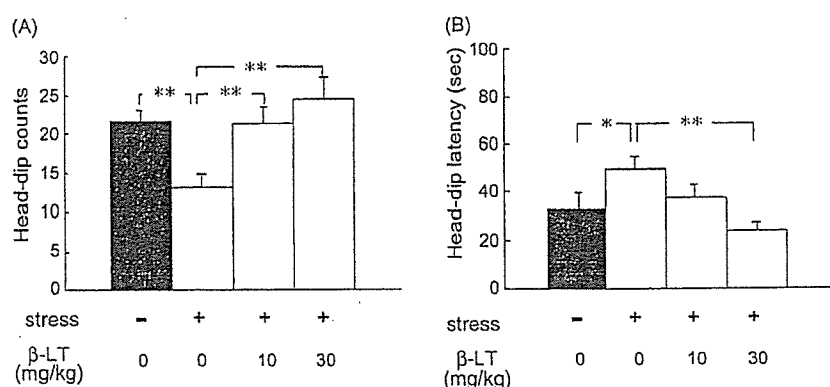 (A)
30
25
20
15
10
5
0
Head-dip counts
** ** **
stress - + + +
β-LT (mg/kg) 0 0 10 30
(B)
100
80
60
40
20
0
Head-dip latency (sec)
* **
stress - + + +
β-LT (mg/kg) 0 0 10 30